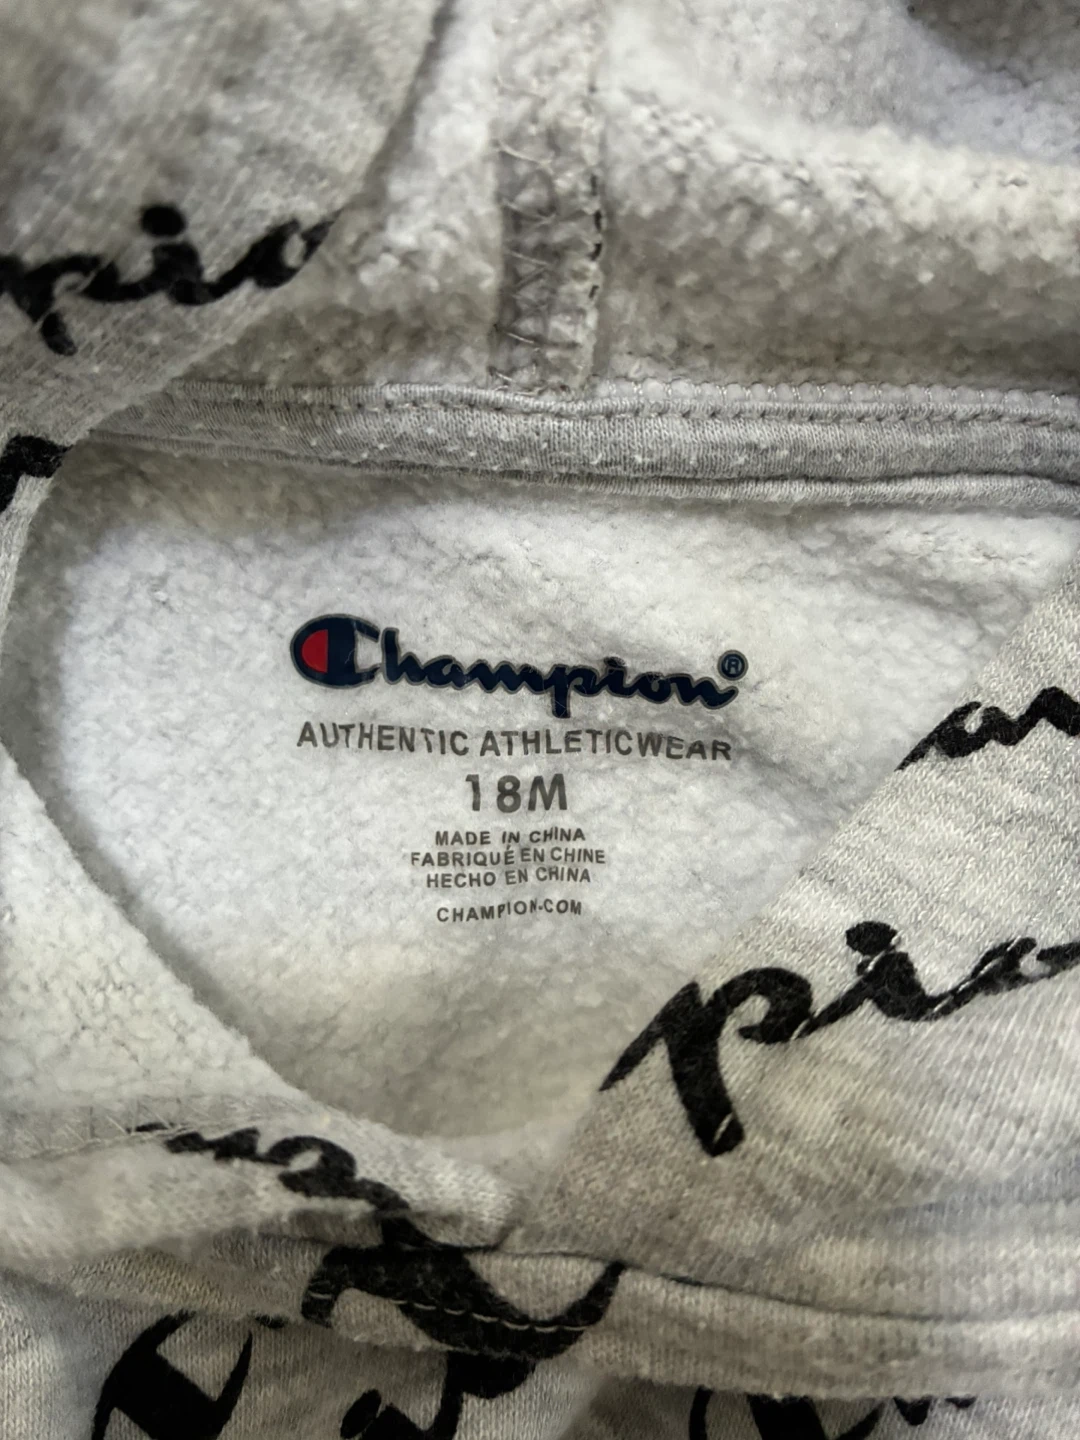 Champion®
AUTHENTIC ATHLETICWEAR
18M
MADE IN CHINA
FABRIQUÉ EN CHINE
HECHO EN CHINA
CHAMPION.COM